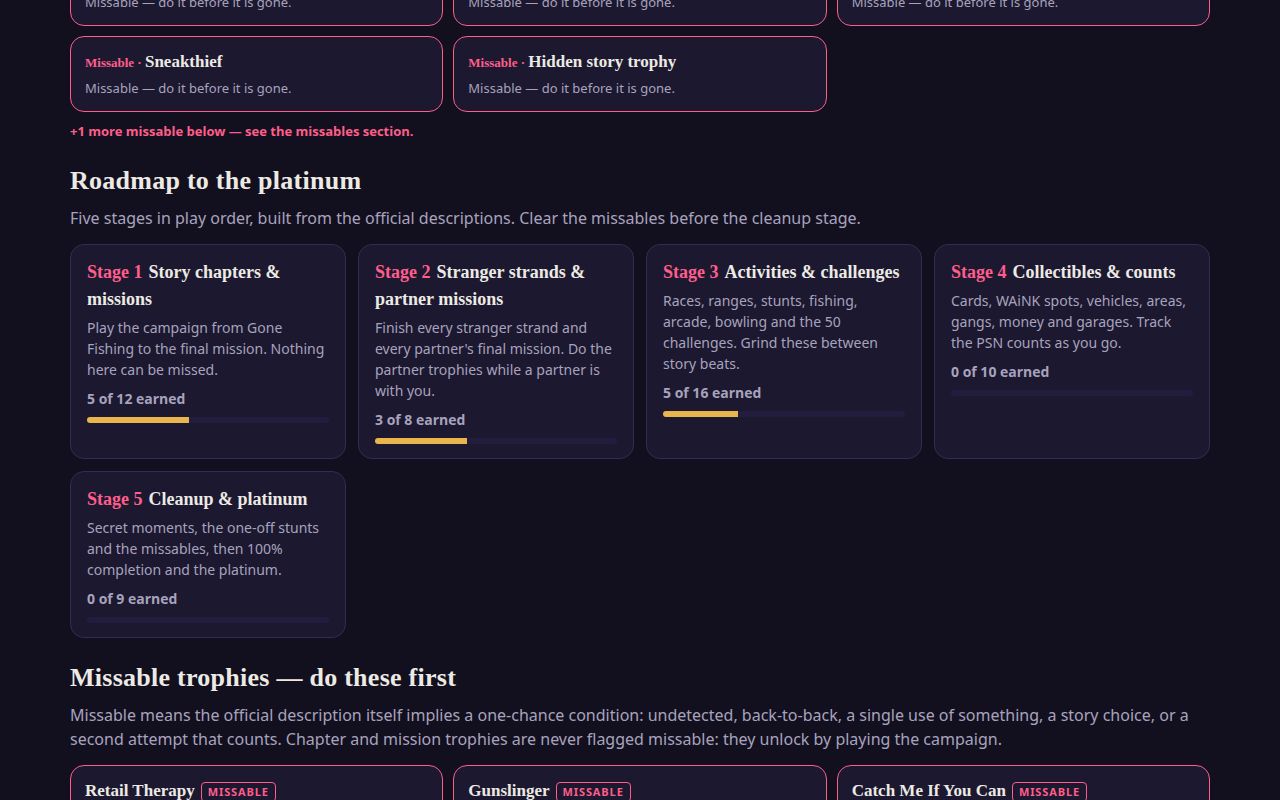 Missable — do it before it is gone.
Missable — do it before it is gone.
Missable — do it before it is gone.
Missable · Sneakthief
Missable — do it before it is gone.
Missable · Hidden story trophy
Missable — do it before it is gone.
+1 more missable below — see the missables section.
Roadmap to the platinum
Five stages in play order, built from the official descriptions. Clear the missables before the cleanup stage.
Stage 1 Story chapters &
missions
Play the campaign from Gone
Fishing to the final mission. Nothing
here can be missed.
5 of 12 earned
Stage 2 Stranger strands &
partner missions
Finish every stranger strand and
every partner's final mission. Do the
partner trophies while a partner is
with you.
3 of 8 earned
Stage 3 Activities & challenges
Races, ranges, stunts, fishing,
arcade, bowling and the 50
challenges. Grind these between
story beats.
5 of 16 earned
Stage 4 Collectibles & counts
Cards, WAiNK spots, vehicles, areas,
gangs, money and garages. Track
the PSN counts as you go.
0 of 10 earned
Stage 5 Cleanup & platinum
Secret moments, the one-off stunts
and the missables, then 100%
completion and the platinum.
0 of 9 earned
Missable trophies — do these first
Missable means the official description itself implies a one-chance condition: undetected, back-to-back, a single use of something, a story choice, or a
second attempt that counts. Chapter and mission trophies are never flagged missable: they unlock by playing the campaign.
Retail Therapy MISSABLE
Gunslinger MISSABLE
Catch Me If You Can MISSABLE